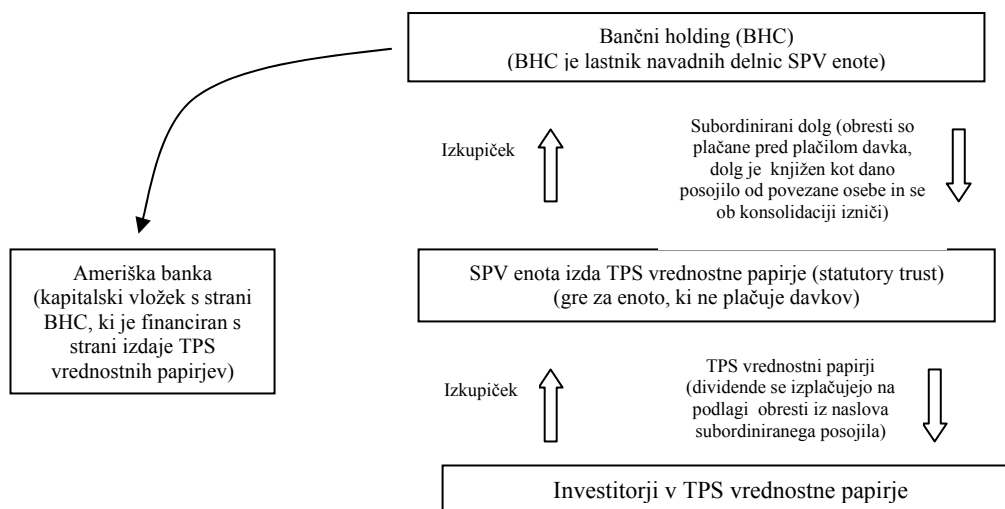 Bančni holding (BHC)
(BHC je lastnik navadnih delnic SPV enote)
Izkupiček
Subordinirani dolg (obresti so
plačane pred plačilom davka,
dolg je knjižen kot dano
posojilo od povezane osebe in se
ob konsolidaciji izniči)
Ameriška banka
(kapitalski vložek s strani
BHC, ki je financiran s
strani izdaje TPS
vrednostnih papirjev)
SPV enota izda TPS vrednostne papirje (statutory trust)
(gre za enoto, ki ne plačuje davkov)
Izkupiček
TPS vrednostni papirji
(dividende se izplačujejo na
podlagi obresti iz naslova
subordiniranega posojila)
Investitorji v TPS vrednostne papirje